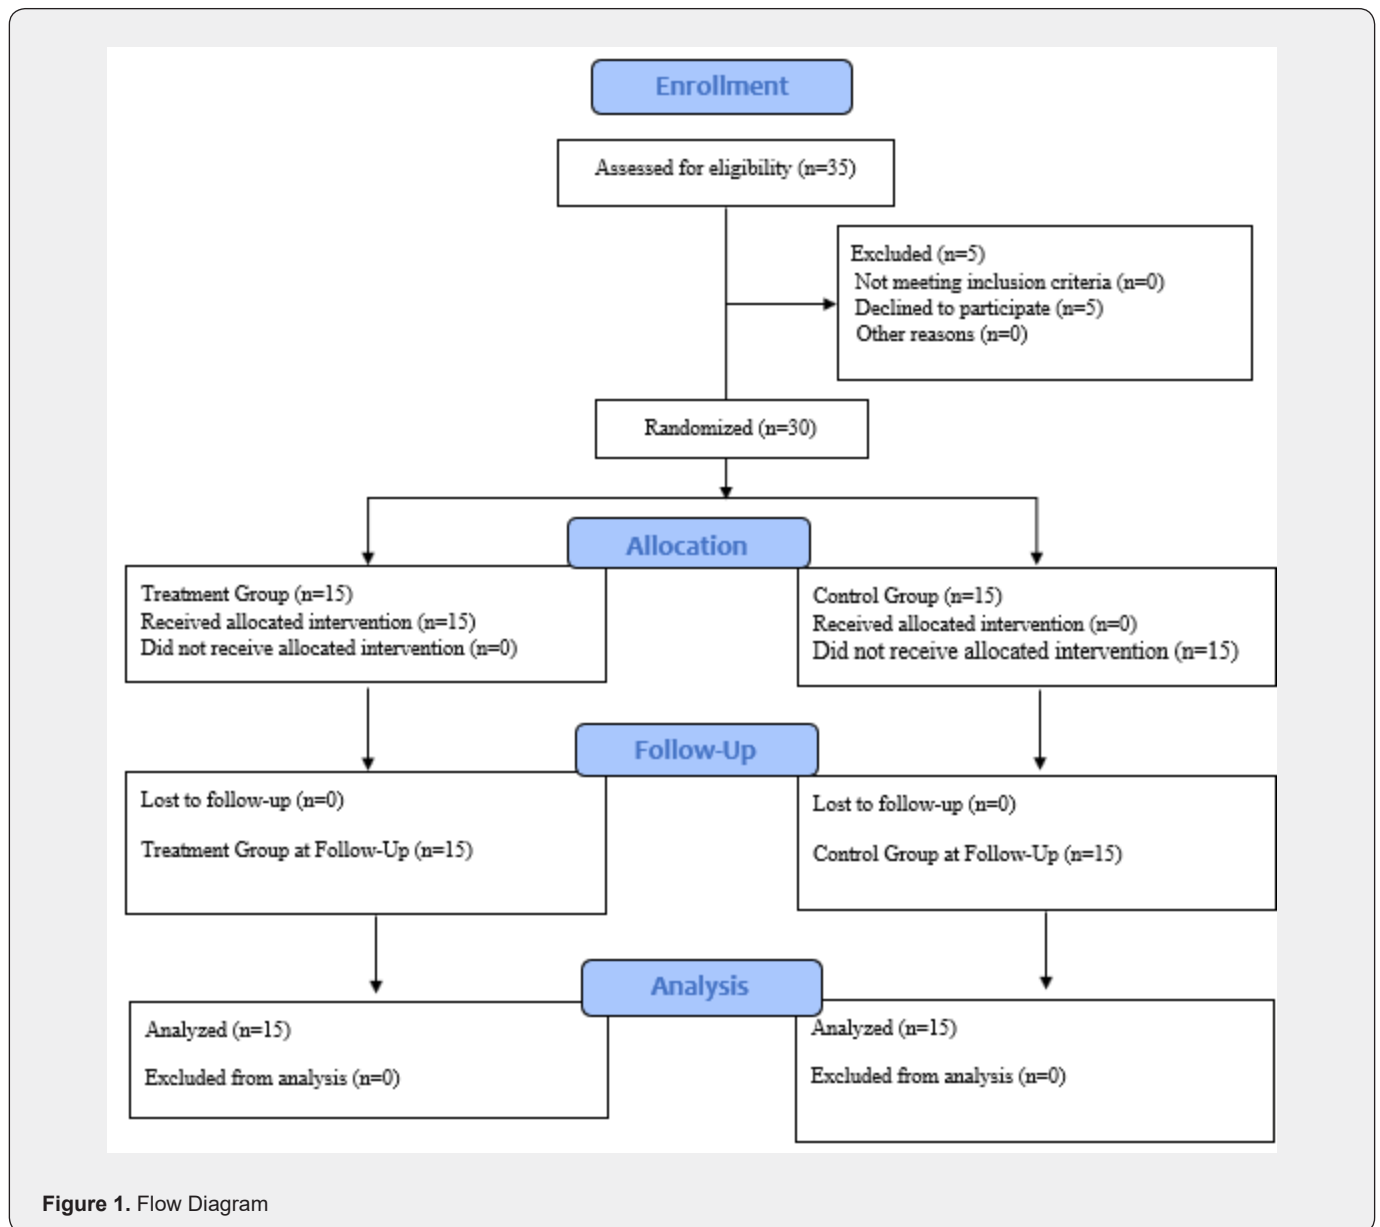 Enrollment
Assessed for eligibility (n=35)
Excluded (n=5)
Not meeting inclusion criteria (n=0)
Declined to participate (n=5)
Other reasons (n=0)
Randomized (n=30)
Allocation
Treatment Group (n=15)
Received allocated intervention (n=15)
Did not receive allocated intervention (n=0)
Control Group (n=15)
Received allocated intervention (n=0)
Did not receive allocated intervention (n=15)
Follow-Up
Lost to follow-up (n=0)
Treatment Group at Follow-Up (n=15)
Lost to follow-up (n=0)
Control Group at Follow-Up (n=15)
Analysis
Analyzed (n=15)
Excluded from analysis (n=0)
Analyzed (n=15)
Excluded from analysis (n=0)
Figure 1. Flow Diagram